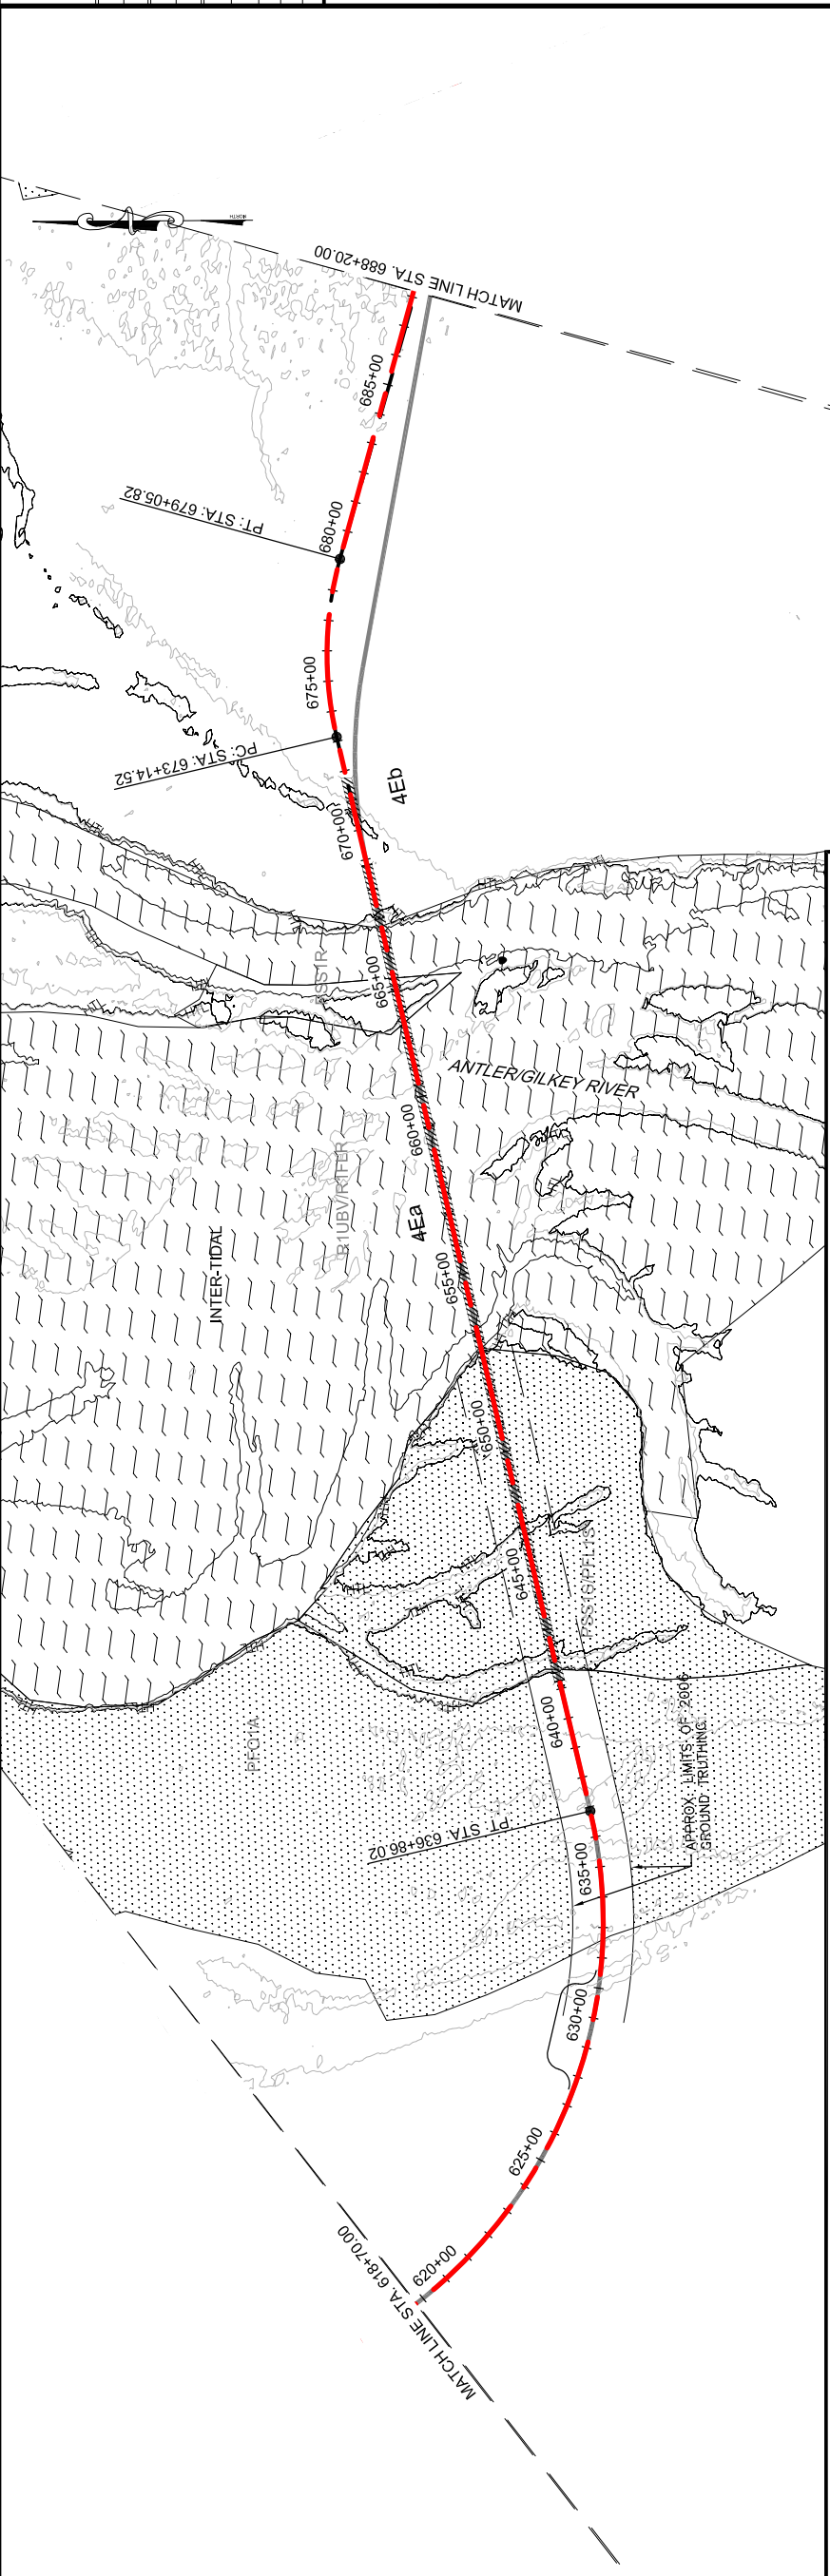 NORTH
MATCH LINE STA. 688+20.00
685+00
PT: STA: 679+05.82
680+00
675+00
PC: STA: 673+14.52
4Eb
670+00
665+00
ANTLER/GILKEY RIVER
660+00
4Ea
INTER-TIDAL
655+00
650+00
645+00
640+00
PFO1A
APPROX. LIMITS OF 2006
GROUND TRUTHING
PT STA: 636+86.02
635+00
630+00
625+00
620+00
MATCH LINE STA. 618+70.00